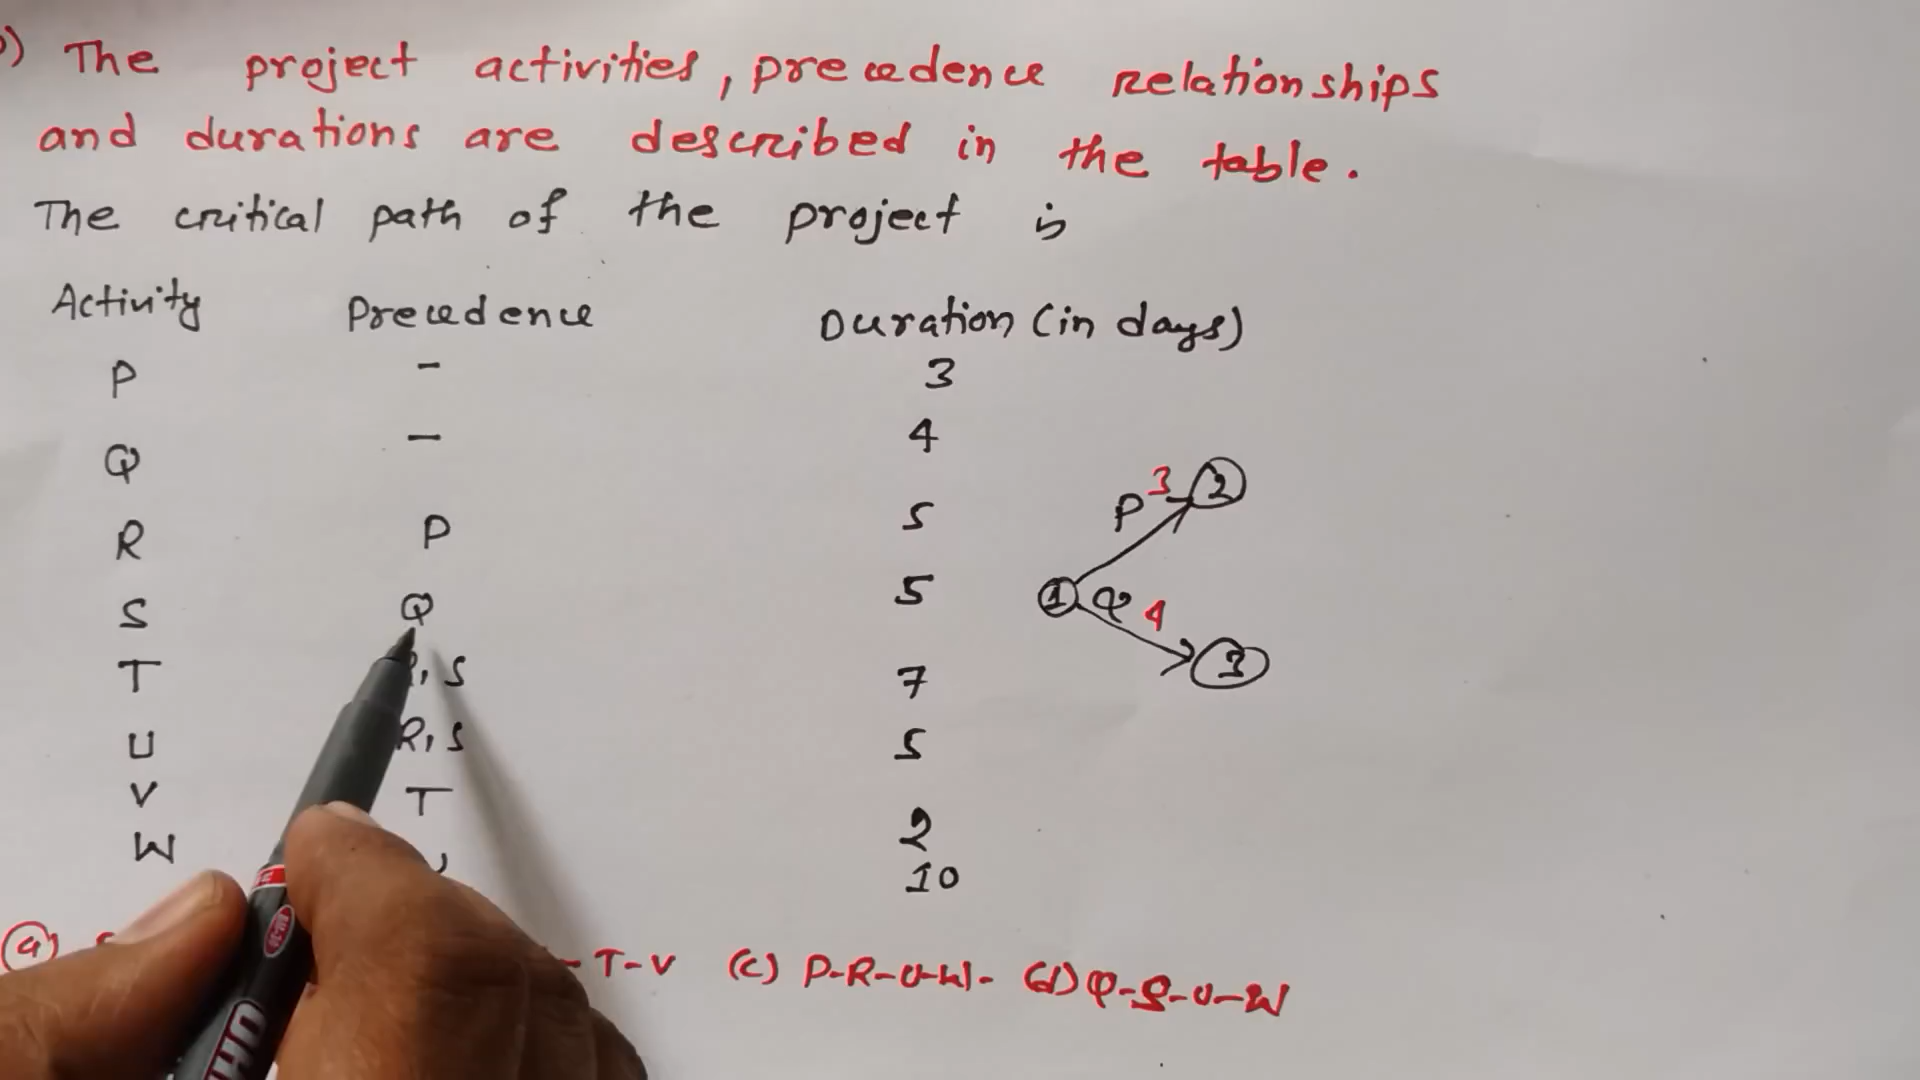 The project activities, precedence relationships
and durations are described in the table.
The critical path of the project is
Activity Precedence Duration (in days)
P - 3
Q - 4
R P 5
S Q 5
T R, S 7
U R, S 5
V T 2
W 10
P 3 2
1 Q 4
3
(a) - T-V (c) P-R-U-W- (d) Q-S-U-W